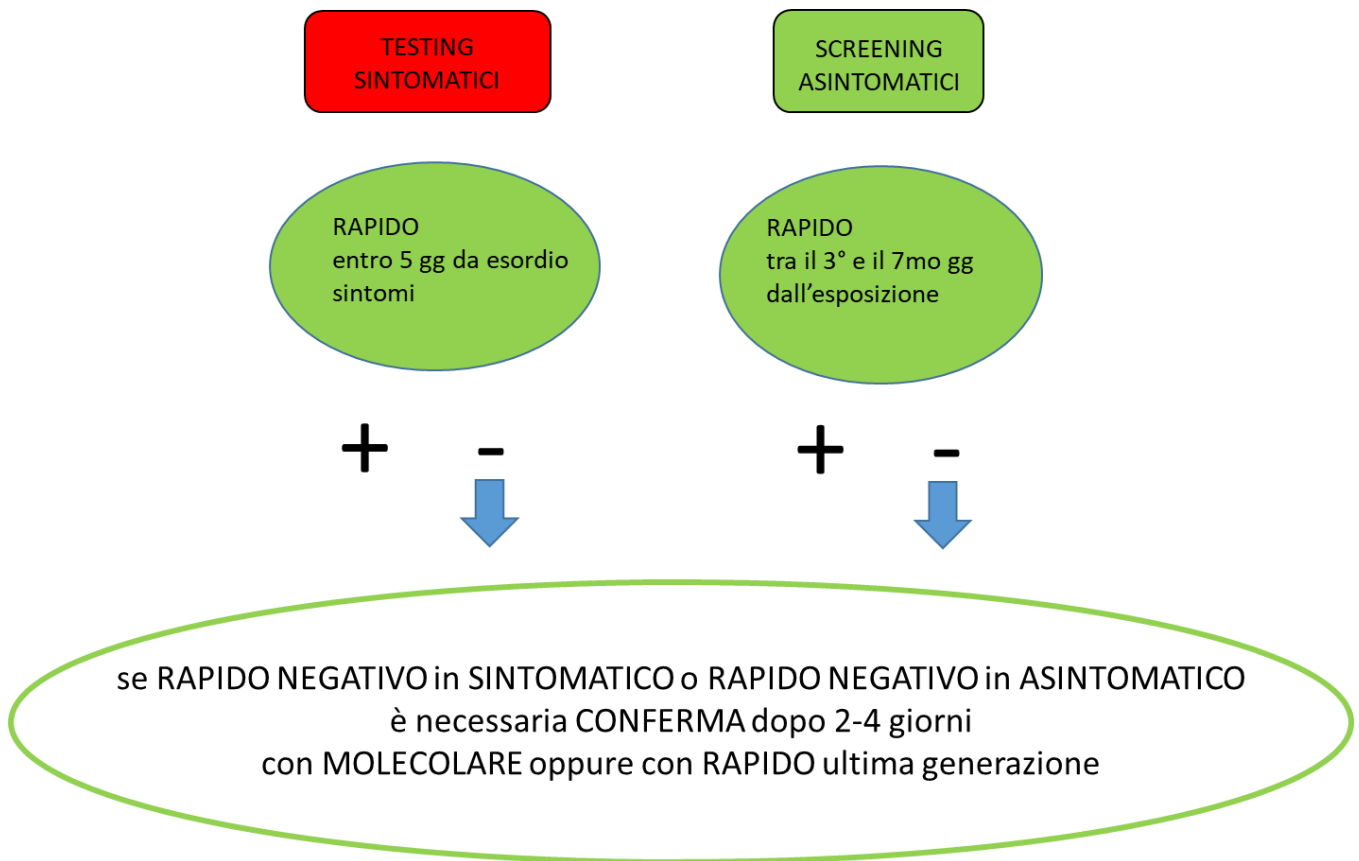 TESTING
SINTOMATICI
SCREENING
ASINTOMATICI
RAPIDO
entro 5 gg da esordio
sintomi
RAPIDO
tra il 3° e il 7mo gg
dall’esposizione
+ -
+ -
se RAPIDO NEGATIVO in SINTOMATICO o RAPIDO NEGATIVO in ASINTOMATICO
è necessaria CONFERMA dopo 2-4 giorni
con MOLECOLARE oppure con RAPIDO ultima generazione